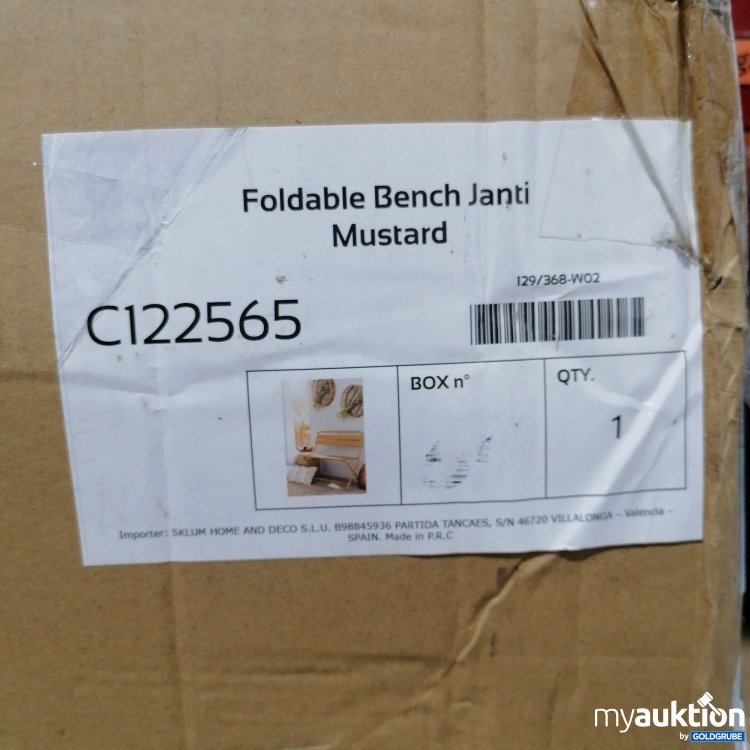 Foldable Bench Janti
Mustard
129/368-W02
C122565
BOX n°
QTY.
1
Importer: SKLUM HOME AND DECO S.L.U. B98845936 PARTIDA TANCAES, S/N 46720 VILLALONGA - Valencia -
SPAIN. Made in P.R.C
myauktion
by GOLDGRUBE